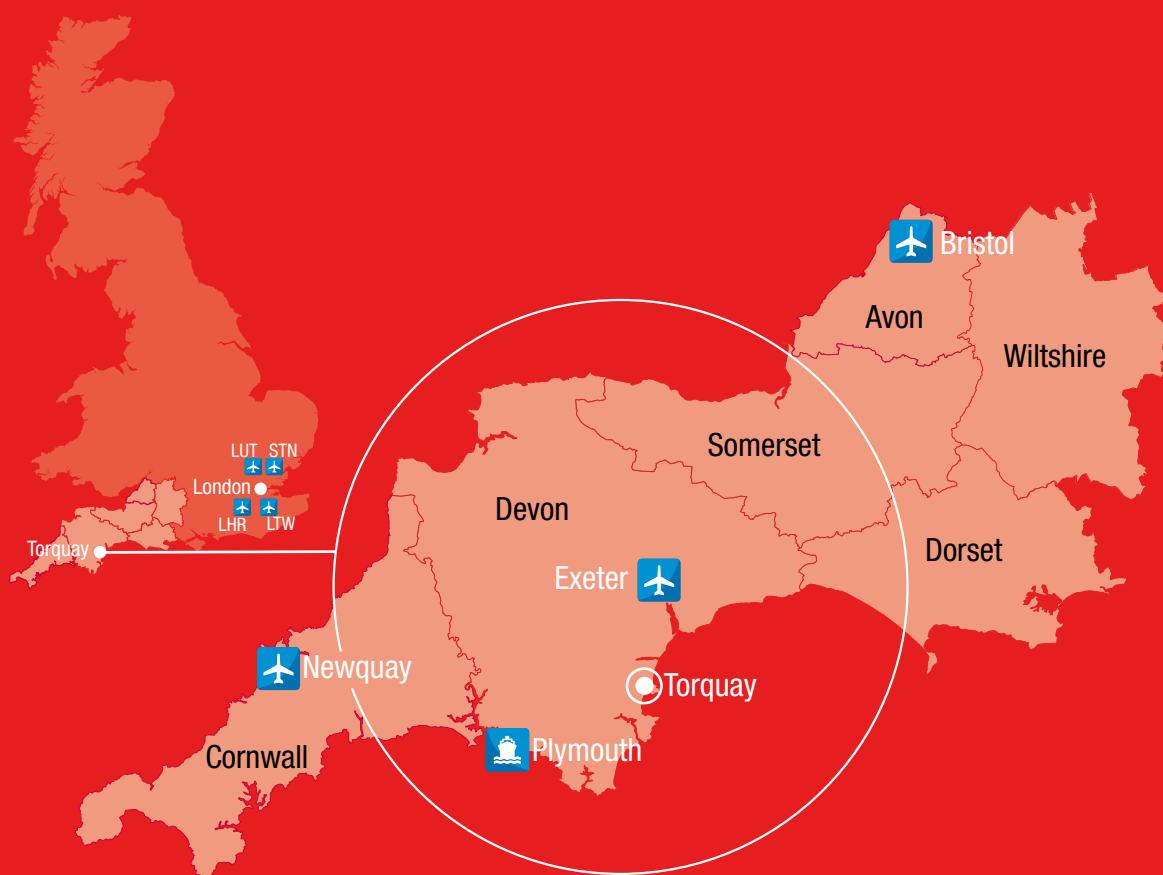 LUT STN
London
LHR LTW
Torquay
Bristol
Avon
Wiltshire
Somerset
Devon
Dorset
Exeter
Newquay
Torquay
Plymouth
Cornwall